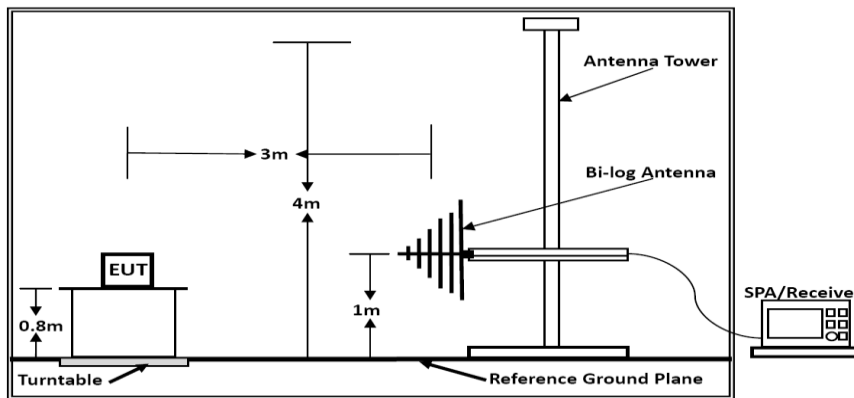 Antenna Tower
3m
Bi-log Antenna
4m
EUT
1m
SPA/Receive
0.8m
Turntable
Reference Ground Plane